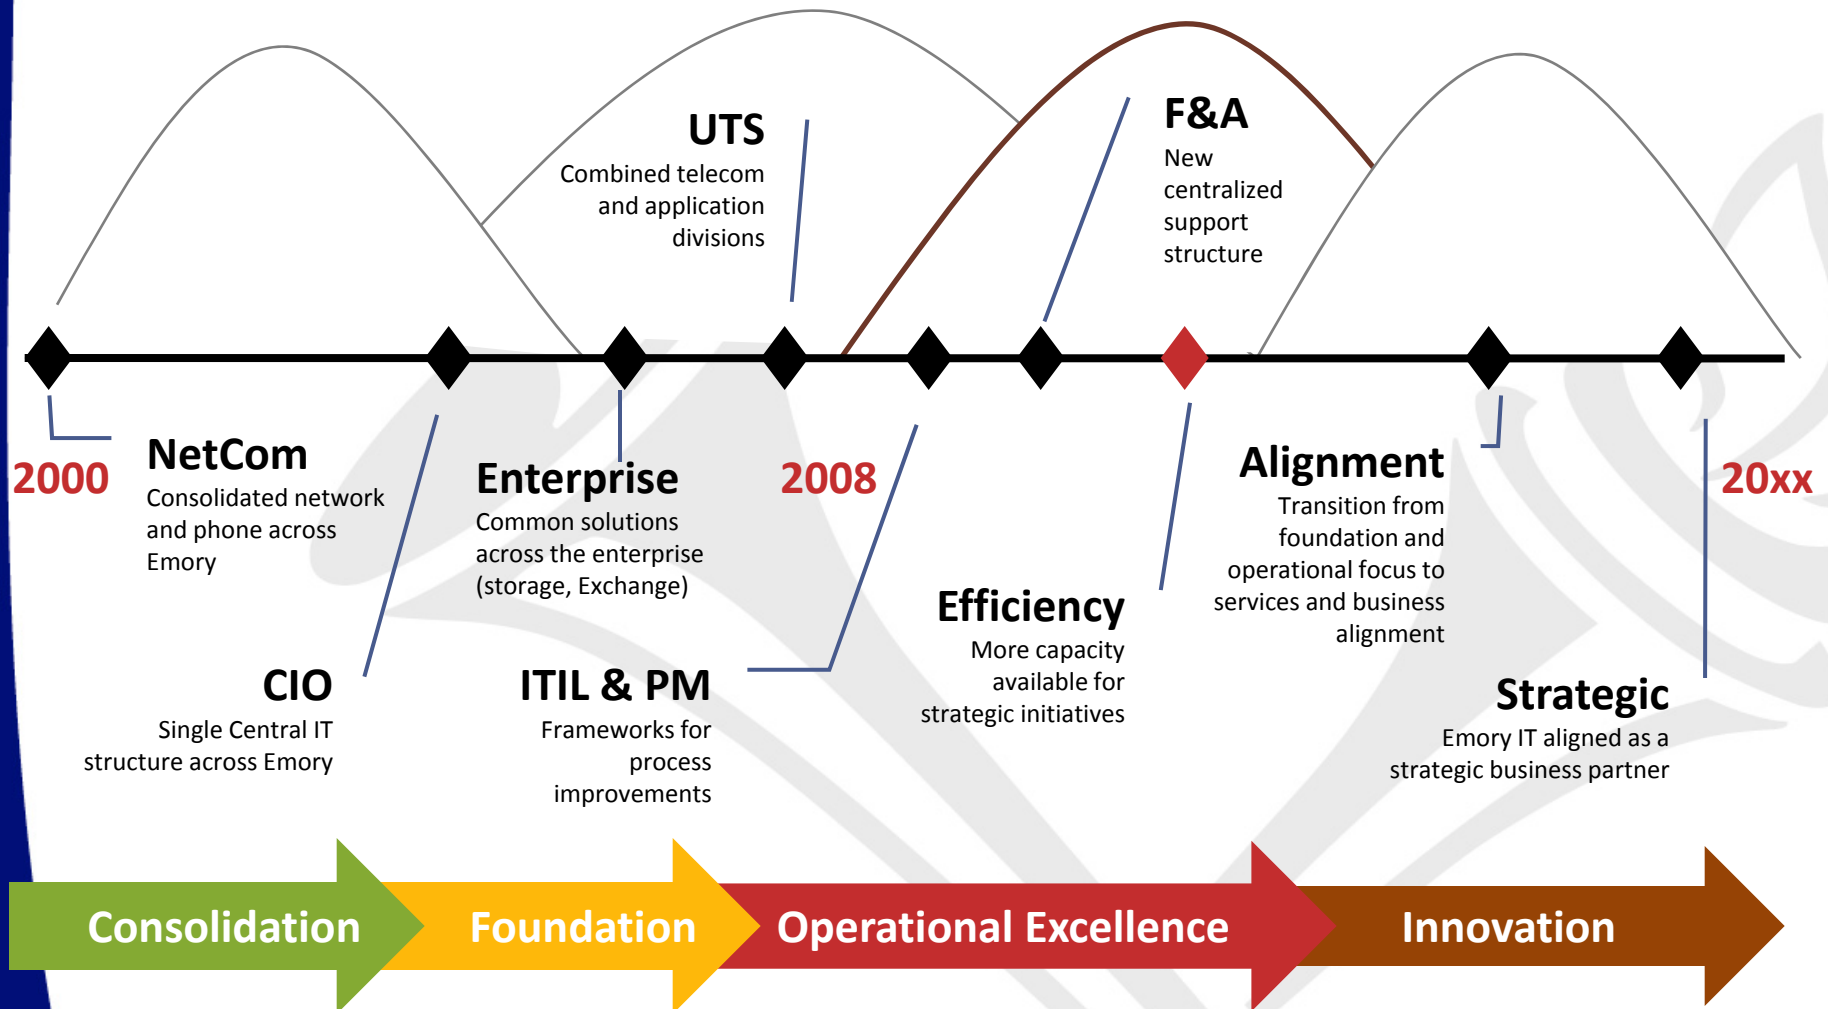 UTS
Combined telecom
and application
divisions
F&A
New
centralized
support
structure
2000
NetCom
Consolidated network
and phone across
Emory
CIO
Single Central IT
structure across Emory
Enterprise
Common solutions
across the enterprise
(storage, Exchange)
2008
ITIL & PM
Frameworks for
process
improvements
Efficiency
More capacity
available for
strategic initiatives
Alignment
Transition from
foundation and
operational focus to
services and business
alignment
20xx
Strategic
Emory IT aligned as a
strategic business partner
Consolidation
Foundation
Operational Excellence
Innovation